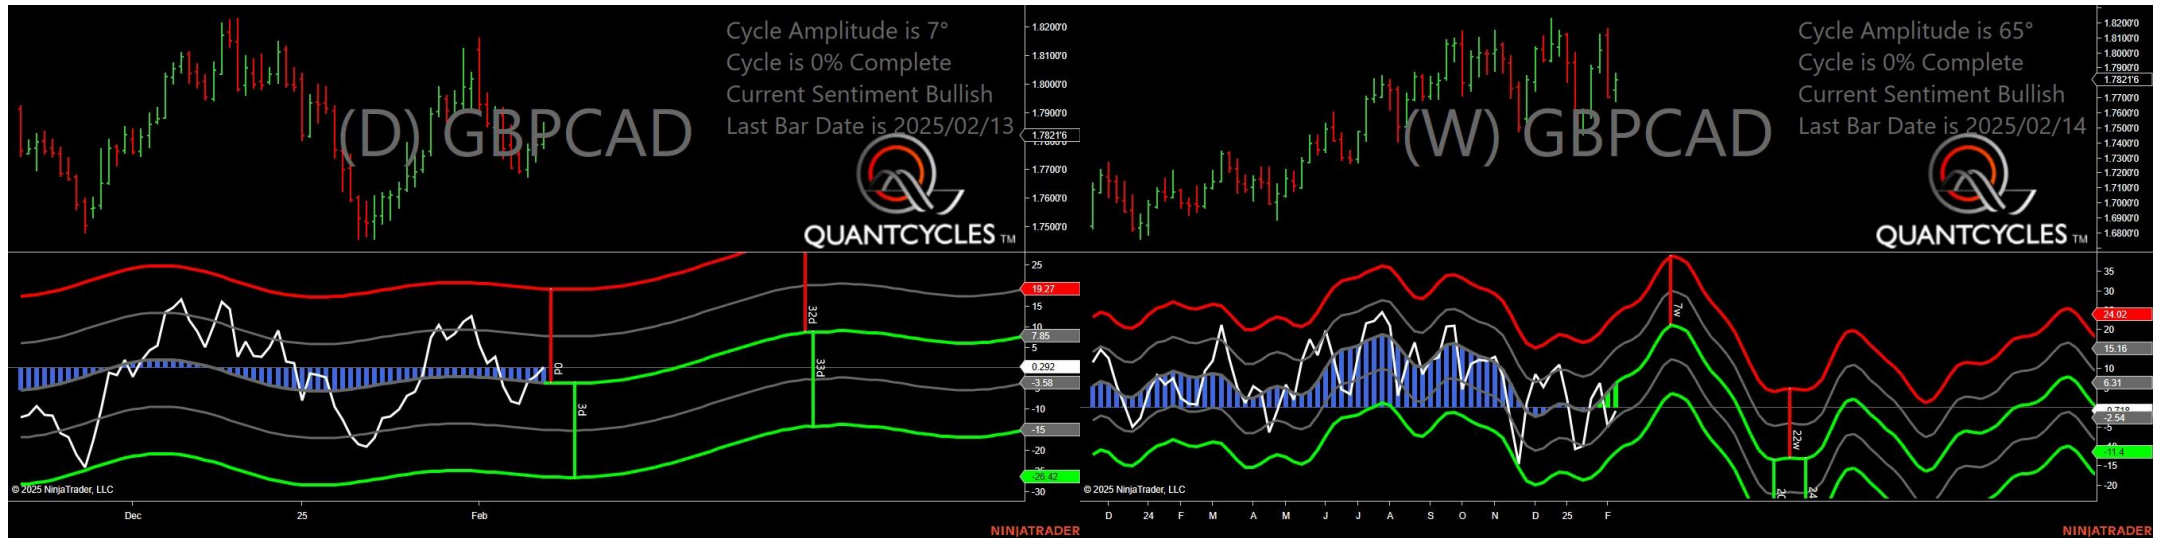 Cycle Amplitude is 7°
Cycle is 0% Complete
Current Sentiment Bullish
Last Bar Date is 2025/02/13
(D) GBPCAD
QUANTCYCLES TM
1.8200'0
1.8100'0
1.8000'0
1.7900'0
1.7821'6
1.7700'0
1.7600'0
1.7500'0
25
19.27
15
10
7.85
5
0.292
-3.58
-10
-15
-20
-26.42
-30
0d
3d
32d
33d
© 2025 NinjaTrader, LLC
Dec
25
Feb
NINJATRADER
Cycle Amplitude is 65°
Cycle is 0% Complete
Current Sentiment Bullish
Last Bar Date is 2025/02/14
(W) GBPCAD
QUANTCYCLES TM
1.8200'0
1.8100'0
1.8000'0
1.7900'0
1.7821'6
1.7700'0
1.7600'0
1.7500'0
1.7400'0
1.7300'0
1.7200'0
1.7100'0
1.7000'0
1.6900'0
1.6800'0
35
30
24.02
20
15.16
6.31
-2.54
-5
-11.4
-15
-20
7w
22w
© 2025 NinjaTrader, LLC
D
24
F
M
A
M
J
J
A
S
O
N
D
25
F
NINJATRADER